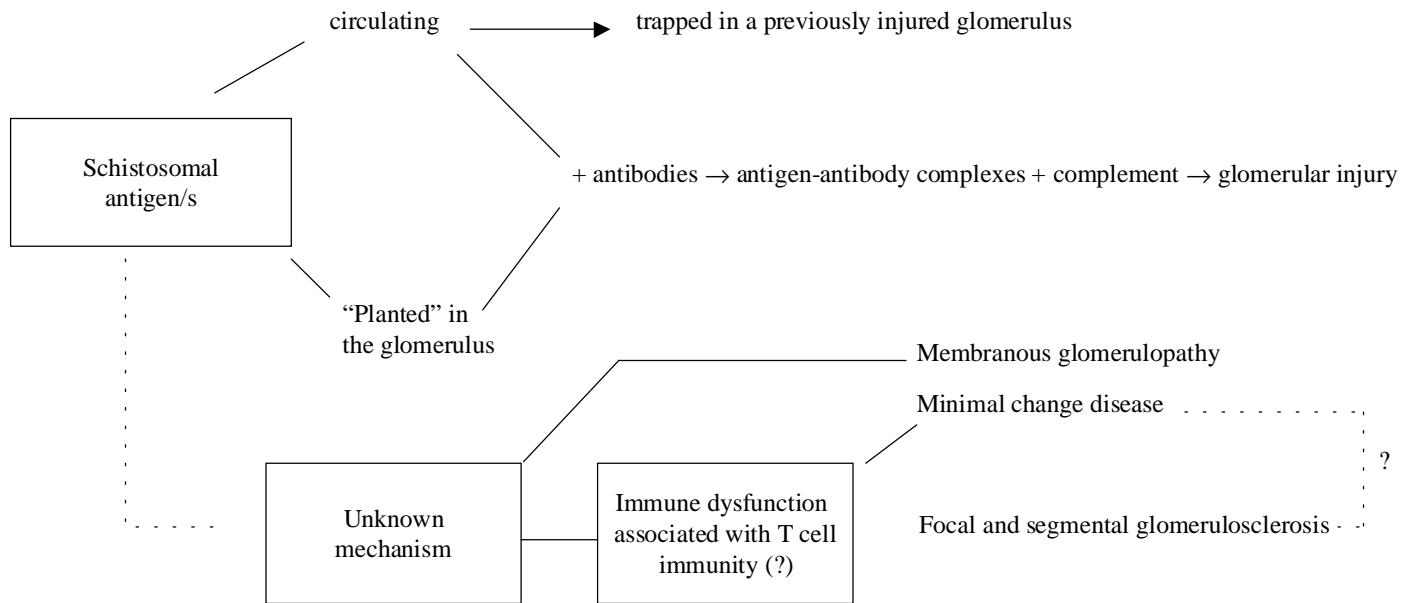 circulating
trapped in a previously injured glomerulus
Schistosomal
antigen/s
+ antibodies → antigen-antibody complexes + complement → glomerular injury
“Planted” in
the glomerulus
Membranous glomerulopathy
Minimal change disease
?
Unknown
mechanism
Immune dysfunction
associated with T cell
immunity (?)
Focal and segmental glomerulosclerosis